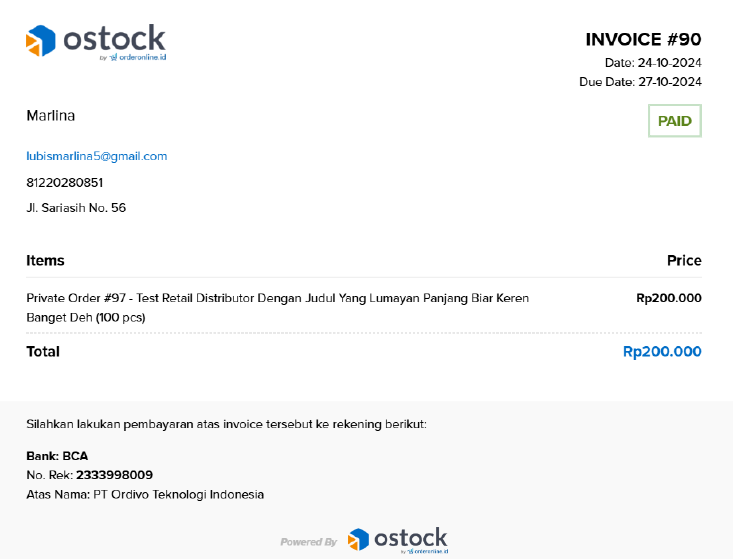 ostock
by orderonline.id
INVOICE #90
Date: 24-10-2024
Due Date: 27-10-2024
Marlina
PAID
lubismarlina5@gmail.com
81220280851
Jl. Sariasih No. 56
Items Price
Private Order #97 - Test Retail Distributor Dengan Judul Yang Lumayan Panjang Biar Keren Rp200.000
Banget Deh (100 pcs)
Total Rp200.000
Silahkan lakukan pembayaran atas invoice tersebut ke rekening berikut:
Bank: BCA
No. Rek: 2333998009
Atas Nama: PT Ordivo Teknologi Indonesia
Powered By ostock
by orderonline.id